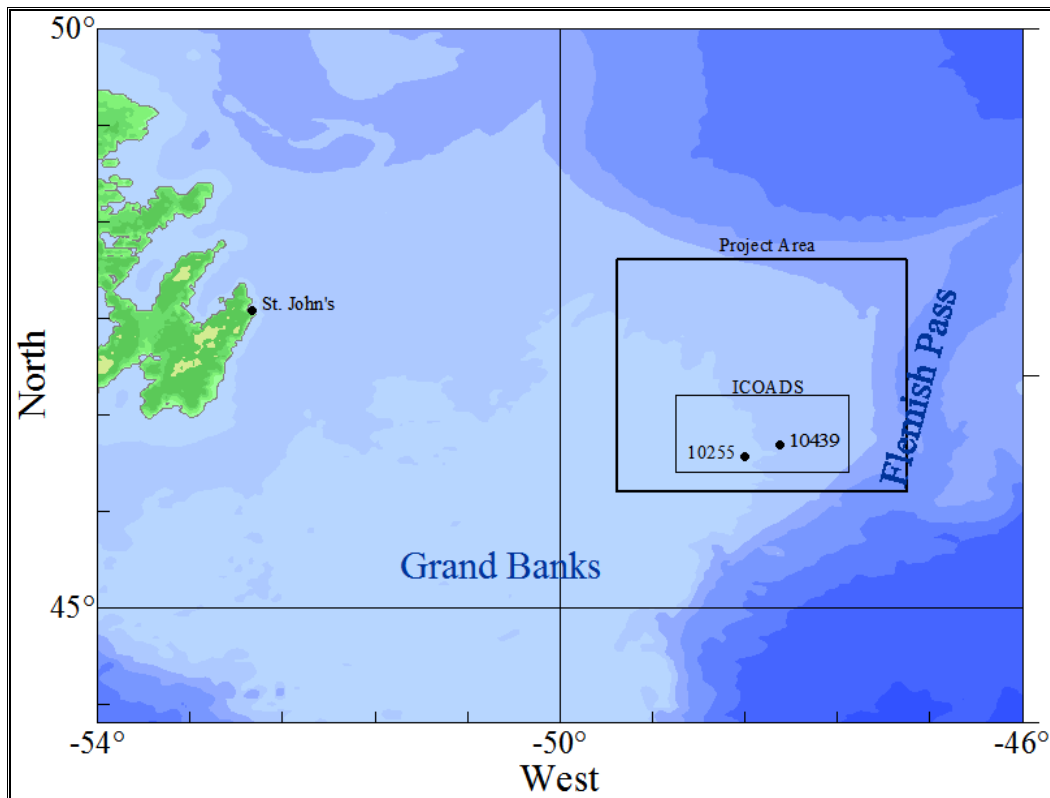 50°
Project Area
St. John's
North
Flemish Pass
ICOADS
10439
10255
Grand Banks
45°
-54°
-50°
-46°
West